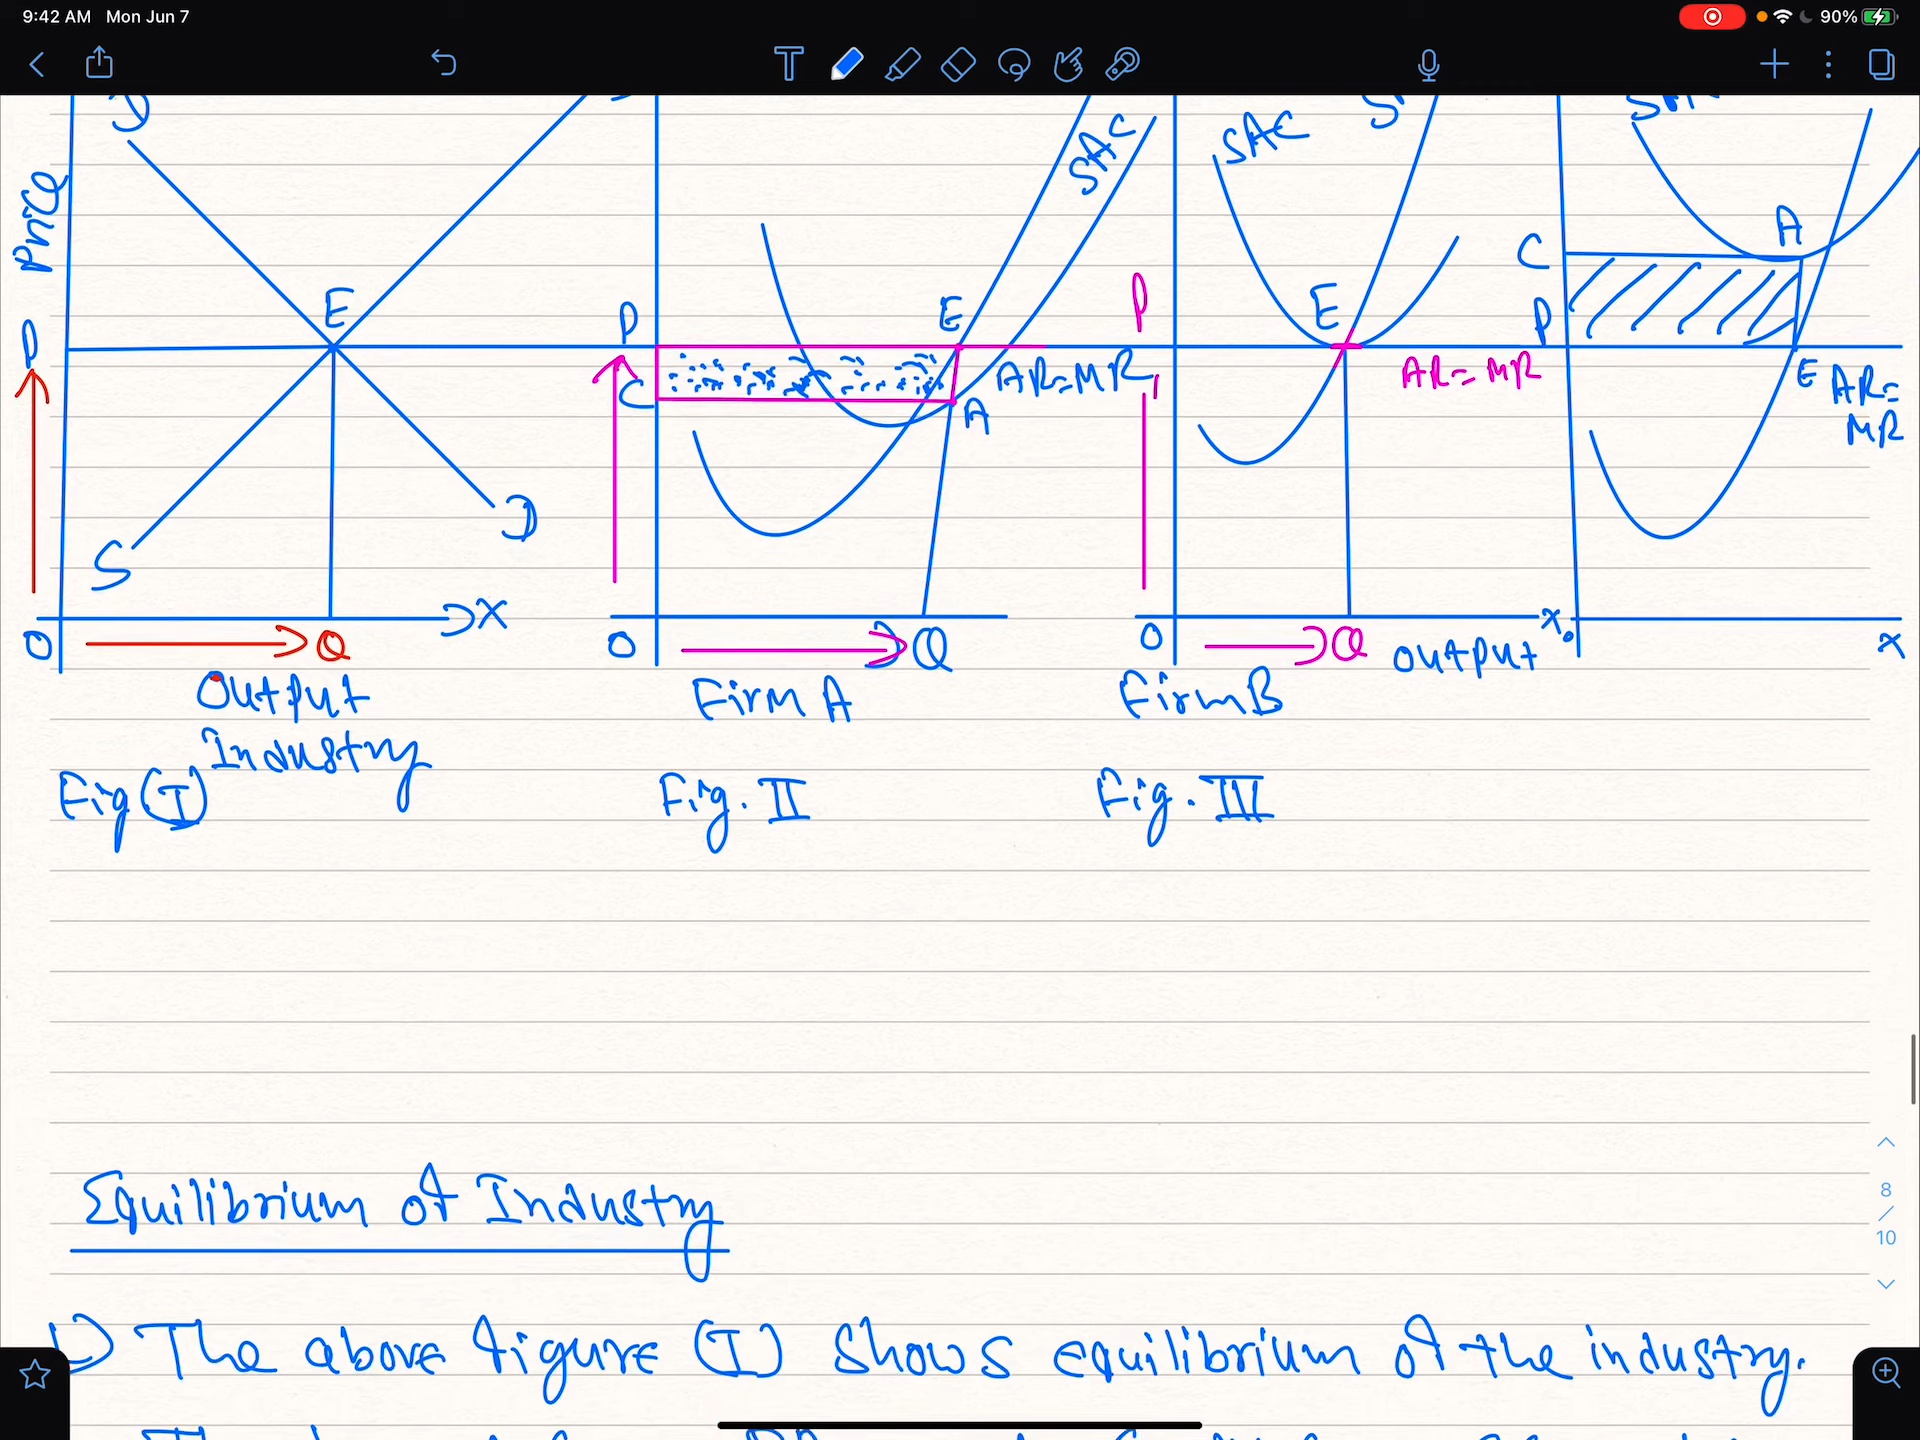 9:42 AM Mon Jun 7
90%
D
SAC
SAC
Price
A
C
P
E
P
E
P
E
P
C
AR=MR
A
AR=MR
E AR=
MR
S
D
X
O
Q
O
Q
O
Q
output
x
x
Output
Industry
Firm A
Firm B
Fig (I)
Fig. II
Fig. III
8
/
10
Equilibrium of Industry
1) The above figure (I) shows equilibrium of the industry.